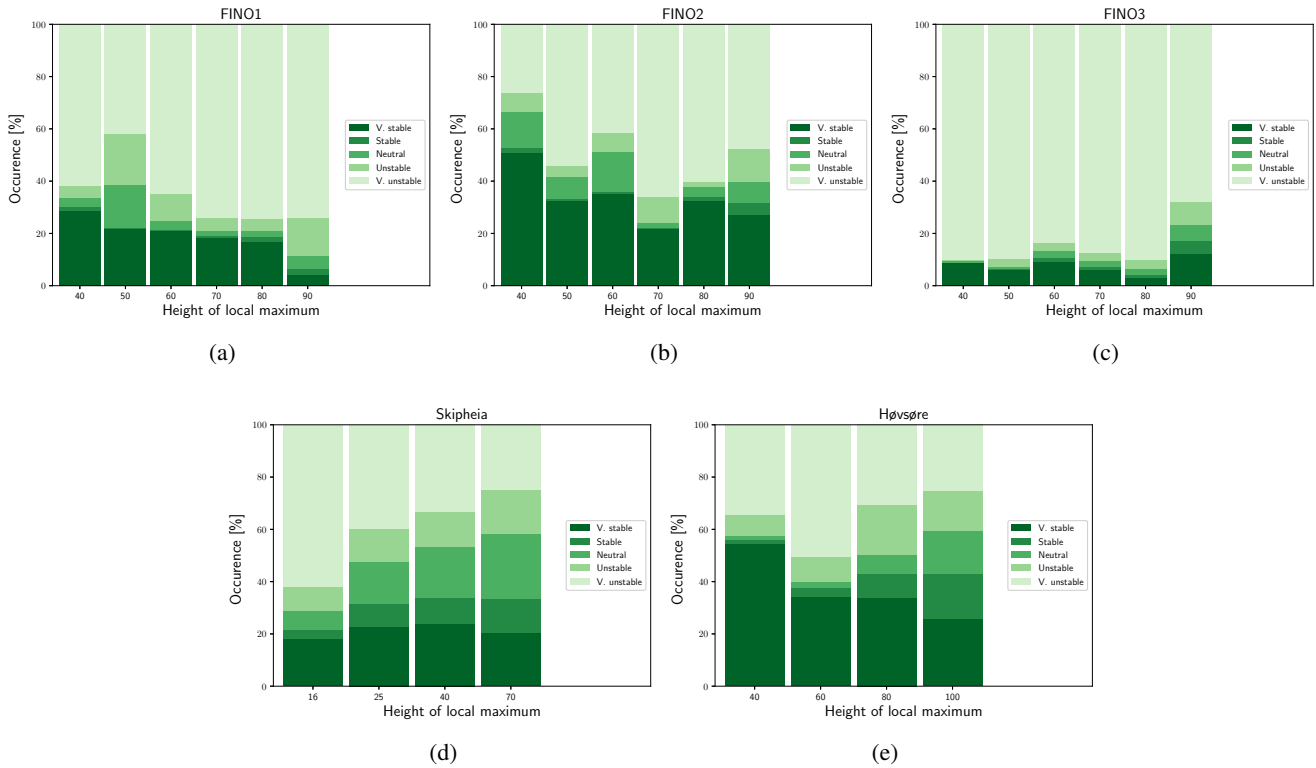 FINO1
Occurence [%]
100
80
60
40
20
0
V. stable
Stable
Neutral
Unstable
V. unstable
40 50 60 70 80 90
Height of local maximum
(a)
FINO2
Occurence [%]
100
80
60
40
20
0
V. stable
Stable
Neutral
Unstable
V. unstable
40 50 60 70 80 90
Height of local maximum
(b)
FINO3
Occurence [%]
100
80
60
40
20
0
V. stable
Stable
Neutral
Unstable
V. unstable
40 50 60 70 80 90
Height of local maximum
(c)
Skipheia
Occurence [%]
100
80
60
40
20
0
V. stable
Stable
Neutral
Unstable
V. unstable
16 25 40 70
Height of local maximum
(d)
Høvsøre
Occurence [%]
100
80
60
40
20
0
V. stable
Stable
Neutral
Unstable
V. unstable
40 60 80 100
Height of local maximum
(e)